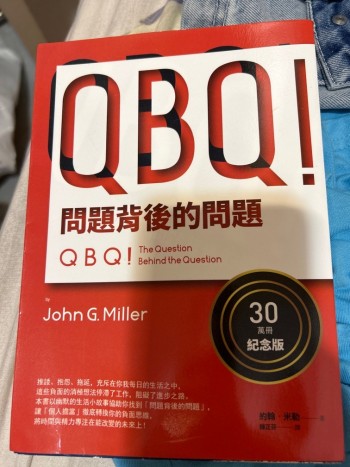 QBQ!
問題背後的問題
QBQ! The Question
Behind the Question
by
John G. Miller
30
萬冊
紀念版
推諉、抱怨、拖延,充斥在你我每日的生活之中,
這些負面的消極想法停滯了工作,阻礙了進步之路。
本書以幽默的生活小故事協助你找到「問題背後的問題」,
讓「個人擔當」徹底轉換你的負面思維,
將時間與精力專注在能改變的未來上!
約翰・米勒 著